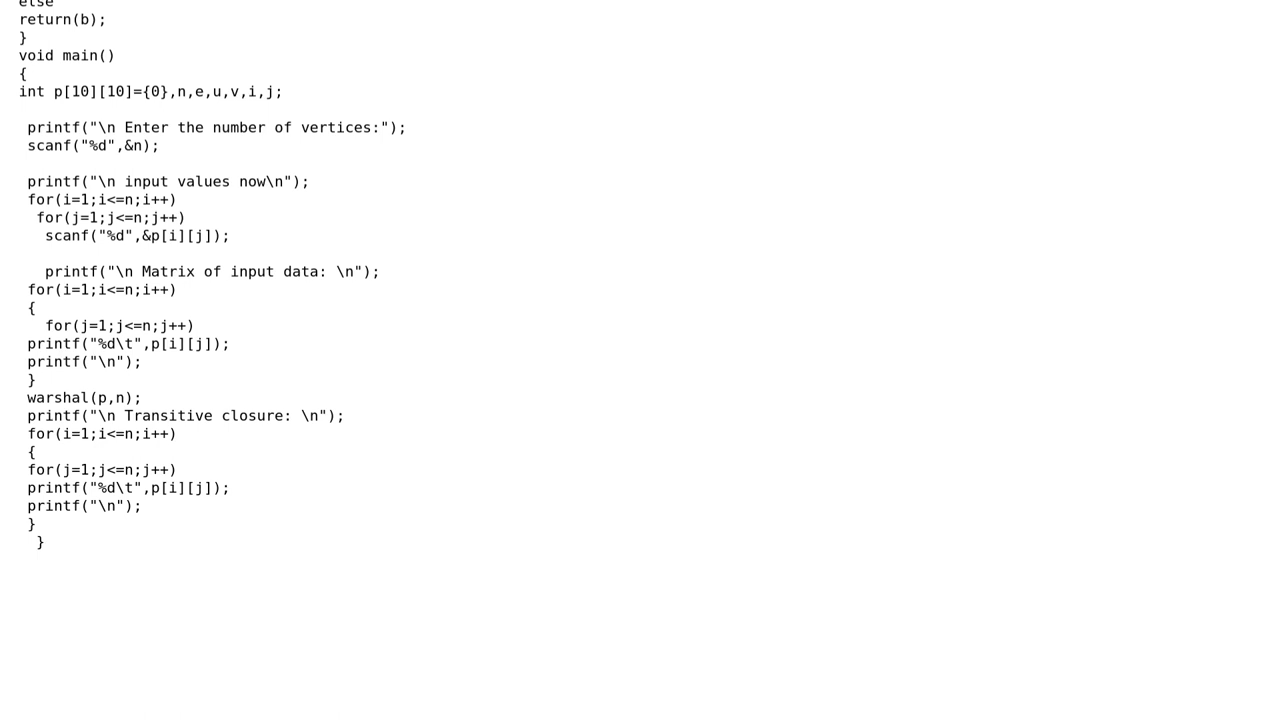 else
return(b);
}
void main()
{
int p[10][10]={0},n,e,u,v,i,j;
printf("\n Enter the number of vertices:");
scanf("%d",&n);
printf("\n input values now\n");
for(i=1;i<=n;i++)
for(j=1;j<=n;j++)
scanf("%d",&p[i][j]);
printf("\n Matrix of input data: \n");
for(i=1;i<=n;i++)
{
for(j=1;j<=n;j++)
printf("%d\t",p[i][j]);
printf("\n");
}
warshal(p,n);
printf("\n Transitive closure: \n");
for(i=1;i<=n;i++)
{
for(j=1;j<=n;j++)
printf("%d\t",p[i][j]);
printf("\n");
}
}